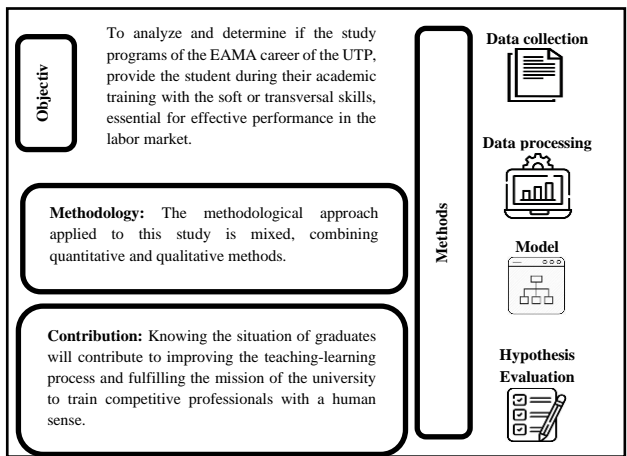 Objectiv
To analyze and determine if the study
programs of the EAMA career of the UTP,
provide the student during their academic
training with the soft or transversal skills,
essential for effective performance in the
labor market.
Methodology: The methodological approach
applied to this study is mixed, combining
quantitative and qualitative methods.
Contribution: Knowing the situation of graduates
will contribute to improving the teaching-learning
process and fulfilling the mission of the university
to train competitive professionals with a human
sense.
Methods
Data collection
Data processing
Model
Hypothesis
Evaluation